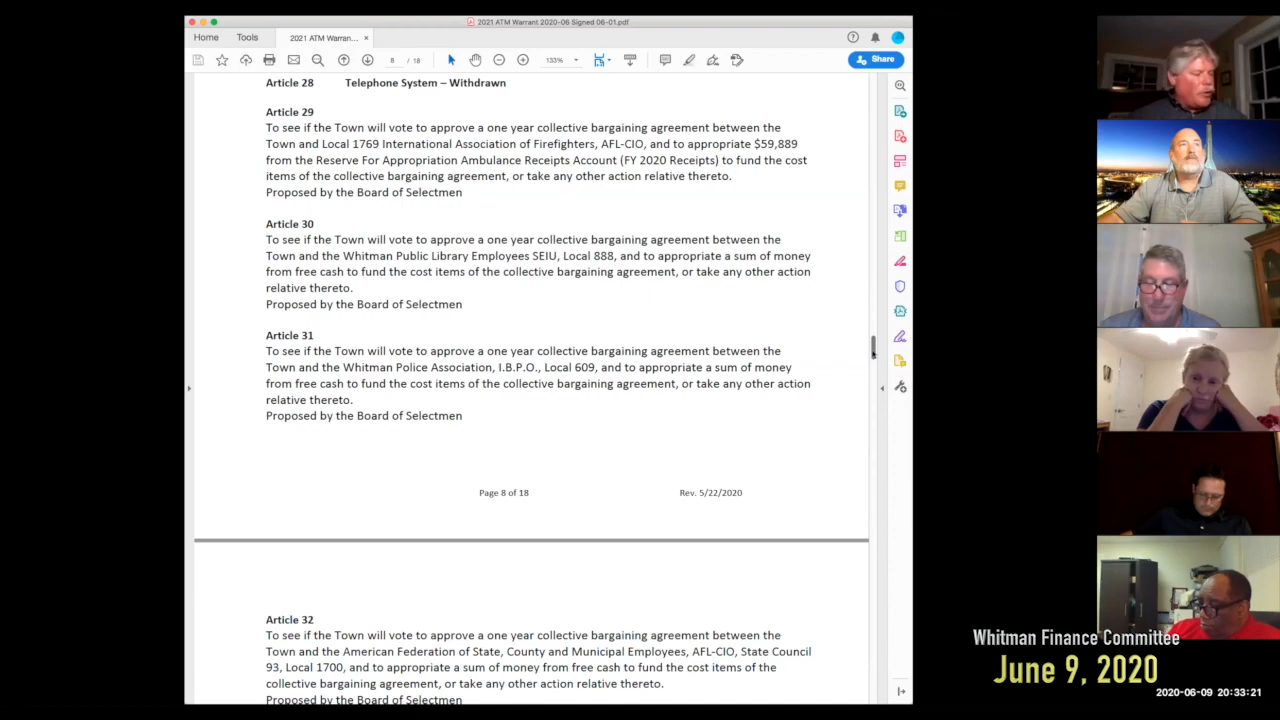 2021 ATM Warrant 2020-06 Signed 06-01.pdf
Home
Tools
2021 ATM Warran...
×
8
/ 18
133%
Share
Article 28 Telephone System – Withdrawn
Article 29
To see if the Town will vote to approve a one year collective bargaining agreement between the
Town and Local 1769 International Association of Firefighters, AFL-CIO, and to appropriate $59,889
from the Reserve For Appropriation Ambulance Receipts Account (FY 2020 Receipts) to fund the cost
items of the collective bargaining agreement, or take any other action relative thereto.
Proposed by the Board of Selectmen
Article 30
To see if the Town will vote to approve a one year collective bargaining agreement between the
Town and the Whitman Public Library Employees SEIU, Local 888, and to appropriate a sum of money
from free cash to fund the cost items of the collective bargaining agreement, or take any other action
relative thereto.
Proposed by the Board of Selectmen
Article 31
To see if the Town will vote to approve a one year collective bargaining agreement between the
Town and the Whitman Police Association, I.B.P.O., Local 609, and to appropriate a sum of money
from free cash to fund the cost items of the collective bargaining agreement, or take any other action
relative thereto.
Proposed by the Board of Selectmen
Page 8 of 18 Rev. 5/22/2020
Article 32
To see if the Town will vote to approve a one year collective bargaining agreement between the
Town and the American Federation of State, County and Municipal Employees, AFL-CIO, State Council
93, Local 1700, and to appropriate a sum of money from free cash to fund the cost items of the
collective bargaining agreement, or take any other action relative thereto.
Proposed by the Board of Selectmen
Whitman Finance Committee
June 9, 2020
2020-06-09 20:33:21